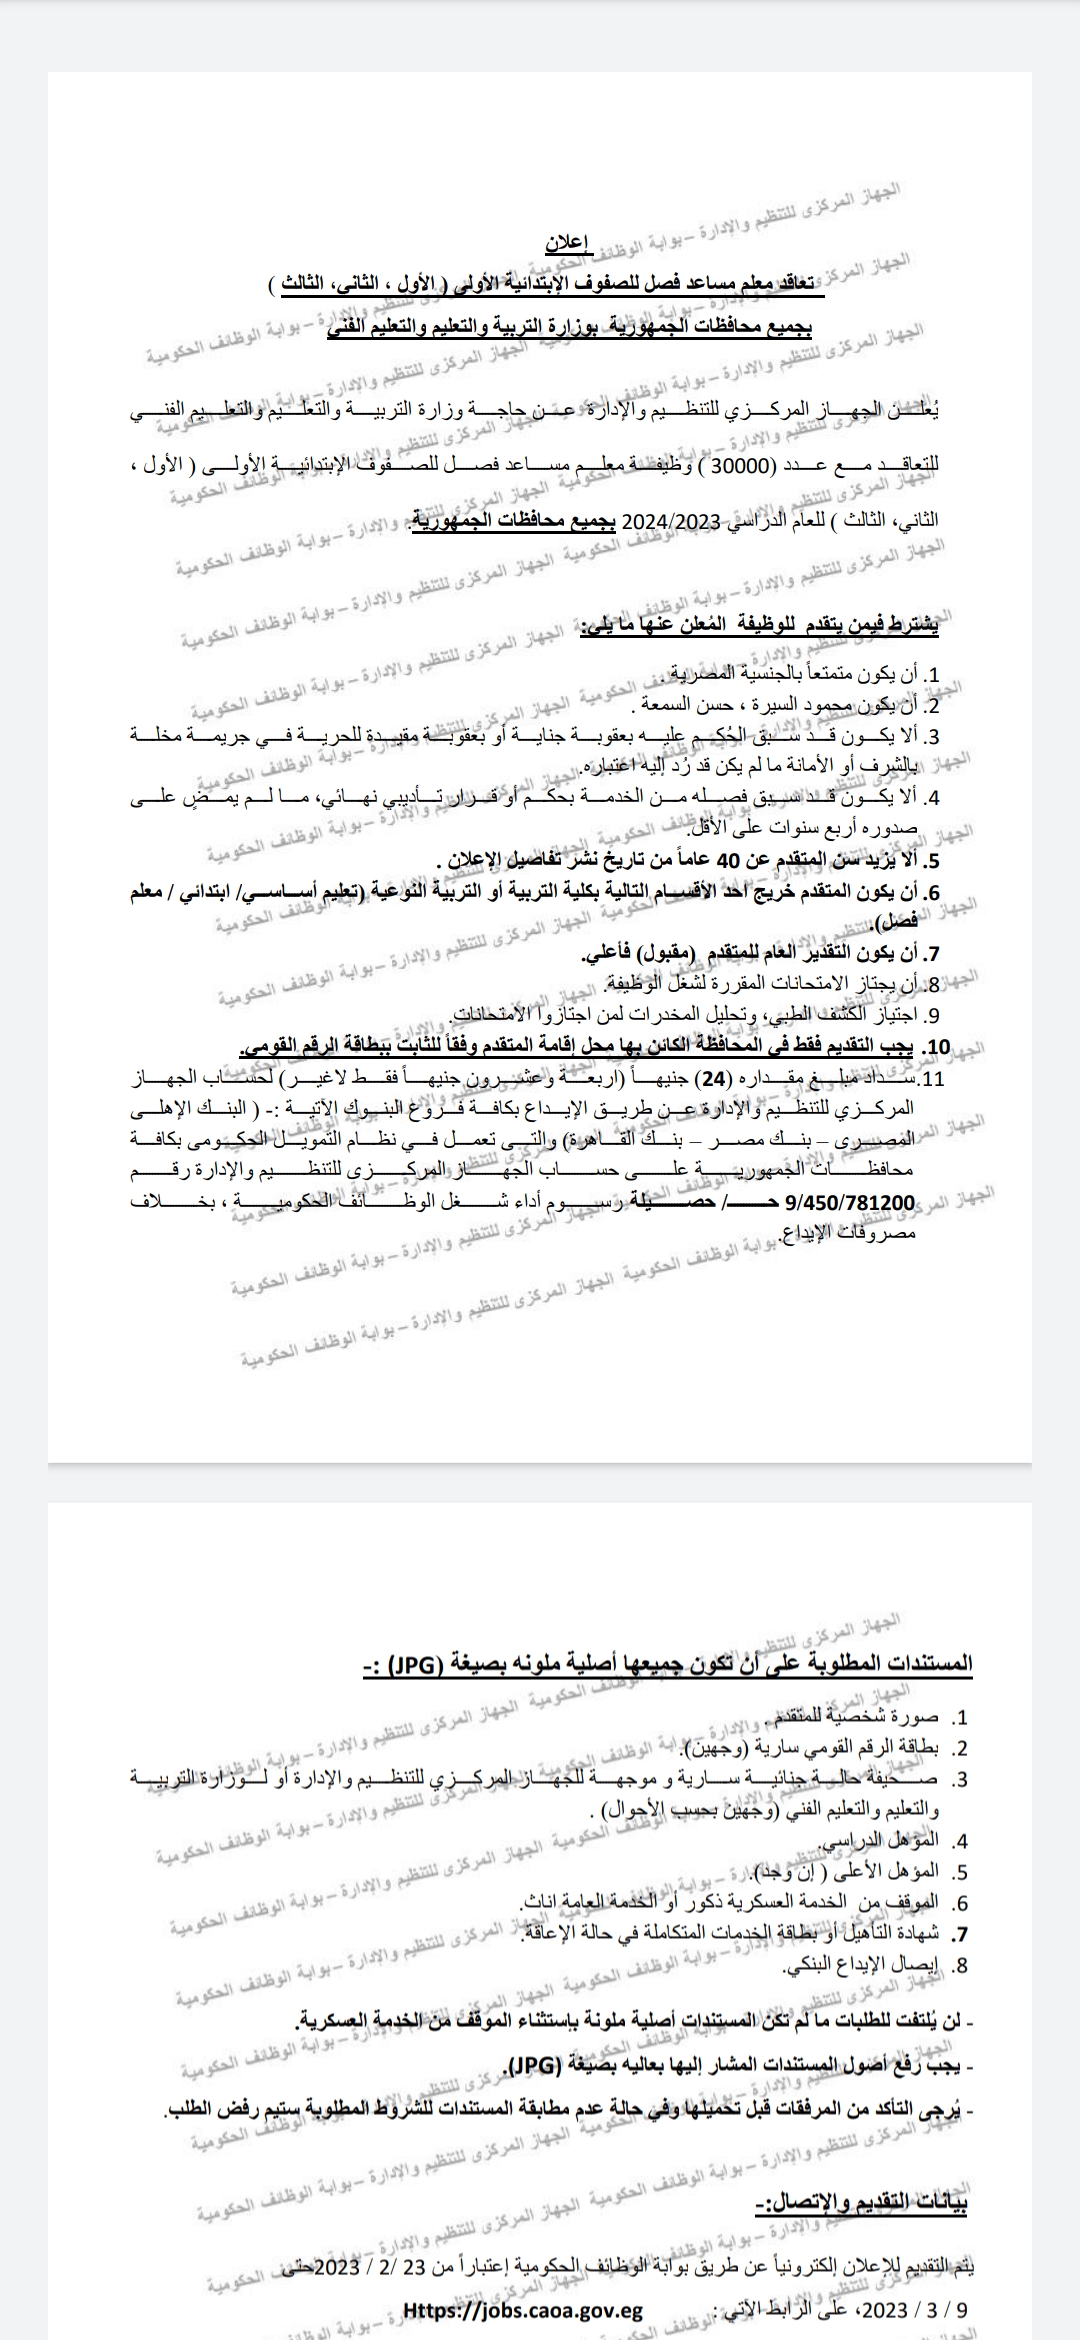 إعلان
تعاقد معلم مساعد فصل للصفوف الإبتدائية الأولى ( الأول ، الثاني، الثالث )
بجميع محافظات الجمهورية بوزارة التربية والتعليم والتعليم الفني
يُعلن الجهاز المركزي للتنظيم والإدارة عن حاجة وزارة التربية والتعليم والتعليم الفني
للتعاقد مع عدد (30000 ) وظيفة معلم مساعد فصل للصفوف الإبتدائية الأولى ( الأول ،
الثاني، الثالث ) للعام الدراسي 2024/2023 بجميع محافظات الجمهورية.
يشترط فيمن يتقدم للوظيفة المُعلن عنها ما يلي:
1. أن يكون متمتعاً بالجنسية المصرية .
2. أن يكون محمود السيرة ، حسن السمعة .
3. ألا يكون قد سبق الحُكم عليه بعقوبة جناية أو بعقوبة مقيدة للحرية في جريمة مخلة
بالشرف أو الأمانة ما لم يكن قد رُد إليه اعتباره.
4. ألا يكون قد سبق فصله من الخدمة بحكم أو قرار تأديبي نهائي، ما لم يمضِ على
صدوره أربع سنوات على الأقل.
5. ألا يزيد سن المتقدم عن 40 عاماً من تاريخ نشر تفاصيل الإعلان .
6. أن يكون المتقدم خريج احد الأقسام التالية بكلية التربية أو التربية النوعية (تعليم أساسي/ ابتدائي / معلم
فصل).
7. أن يكون التقدير العام للمتقدم (مقبول) فأعلي.
8. أن يجتاز الامتحانات المقررة لشغل الوظيفة.
9. اجتياز الكشف الطبي، وتحليل المخدرات لمن اجتازوا الامتحانات.
10. يجب التقديم فقط في المحافظة الكائن بها محل إقامة المتقدم وفقاً للثابت ببطاقة الرقم القومي.
11. سداد مبلغ مقداره (24) جنيهاً (اربعة وعشرون جنيهاً فقط لاغير) لحساب الجهاز
المركزي للتنظيم والإدارة عن طريق الإيداع بكافة فروع البنوك الآتية :- ( البنك الإهلى
المصرى – بنك مصر – بنك القاهرة) والتى تعمل في نظام التمويل الحكومى بكافة
محافظات الجمهورية على حساب الجهاز المركزى للتنظيم والإدارة رقم
9/450/781200 حـ/ حصيلة رسوم أداء شغل الوظائف الحكومية ، بخلاف
مصروفات الإيداع.
الجهاز المركزى للتنظيم والإدارة – بوابة الوظائف الحكومية
المستندات المطلوبة على أن تكون جميعها أصلية ملونه بصيغة (JPG) :-
1. صورة شخصية للمتقدم .
2. بطاقة الرقم القومي سارية (وجهين).
3. صحيفة حالة جنائية سارية و موجهة للجهاز المركزي للتنظيم والإدارة أو لوزارة التربية
والتعليم والتعليم الفني (وجهين بحسب الأحوال) .
4. المؤهل الدراسي.
5. المؤهل الأعلى ( إن وجد).
6. الموقف من الخدمة العسكرية ذكور أو الخدمة العامة اناث.
7. شهادة التأهيل أو بطاقة الخدمات المتكاملة في حالة الإعاقة.
8. إيصال الإيداع البنكي.
- لن يُلتفت للطلبات ما لم تكن المستندات أصلية ملونة بإستثناء الموقف من الخدمة العسكرية.
- يجب رفع أصول المستندات المشار إليها بعاليه بصيغة (JPG).
- يُرجى التأكد من المرفقات قبل تحميلها وفي حالة عدم مطابقة المستندات للشروط المطلوبة ستيم رفض الطلب.
بيانات التقديم والإتصال:-
يتم التقديم للإعلان إلكترونياً عن طريق بوابة الوظائف الحكومية إعتباراً من 23 /2 / 2023حتى
9 / 3 / 2023، على الرابط الآتي : Https://jobs.caoa.gov.eg